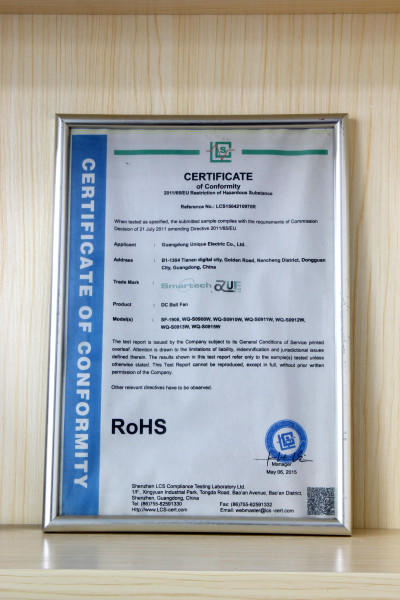 CERTIFICATE OF CONFORMITY
LCS
CERTIFICATE
of Conformity
2011/65/EU Restriction of Hazardous Substance
Reference No.: LCS1504210970R
When tested as specified, the submitted sample complies with the requirements of Commission
Decision of 21 July 2011 amending Directive 2011/65/EU.
Applicant : Guangdong Unique Electric Co., Ltd.
Address : B1-1304 Tianan digital city, Golden Road, Nancheng District, Dongguan
City, Guangdong, China
Trade Mark : Smartech
Product : DC Ball Fan
Model(s) : SF-1908, WQ-S0909W, WQ-S0910W, WQ-S0911W, WQ-S0912W,
WQ-S0913W, WQ-S0915W
The test report is issued by the Company subject to its General Conditions of Service printed
overleaf. Attention is drawn to the limitations of liability, indemnification and jurisdictional issues
defined therein. The results shown in this test report refer only to the sample(s) tested unless
otherwise stated. This Test Report cannot be reproduced, except in full, without prior written
permission of the Company.
Other relevant directives have to be observed.
RoHS
Manager
May 06, 2015
Shenzhen LCS Compliance Testing Laboratory Ltd.
1/F., Xingyuan Industrial Park, Tongda Road, Bao'an Avenue, Bao'an District,
Shenzhen, Guangdong, China
Tel: (86)755-82591330 Fax: (86)755-82591332
Http://www.LCS-cert.com Email: webmaster@lcs-cert.com